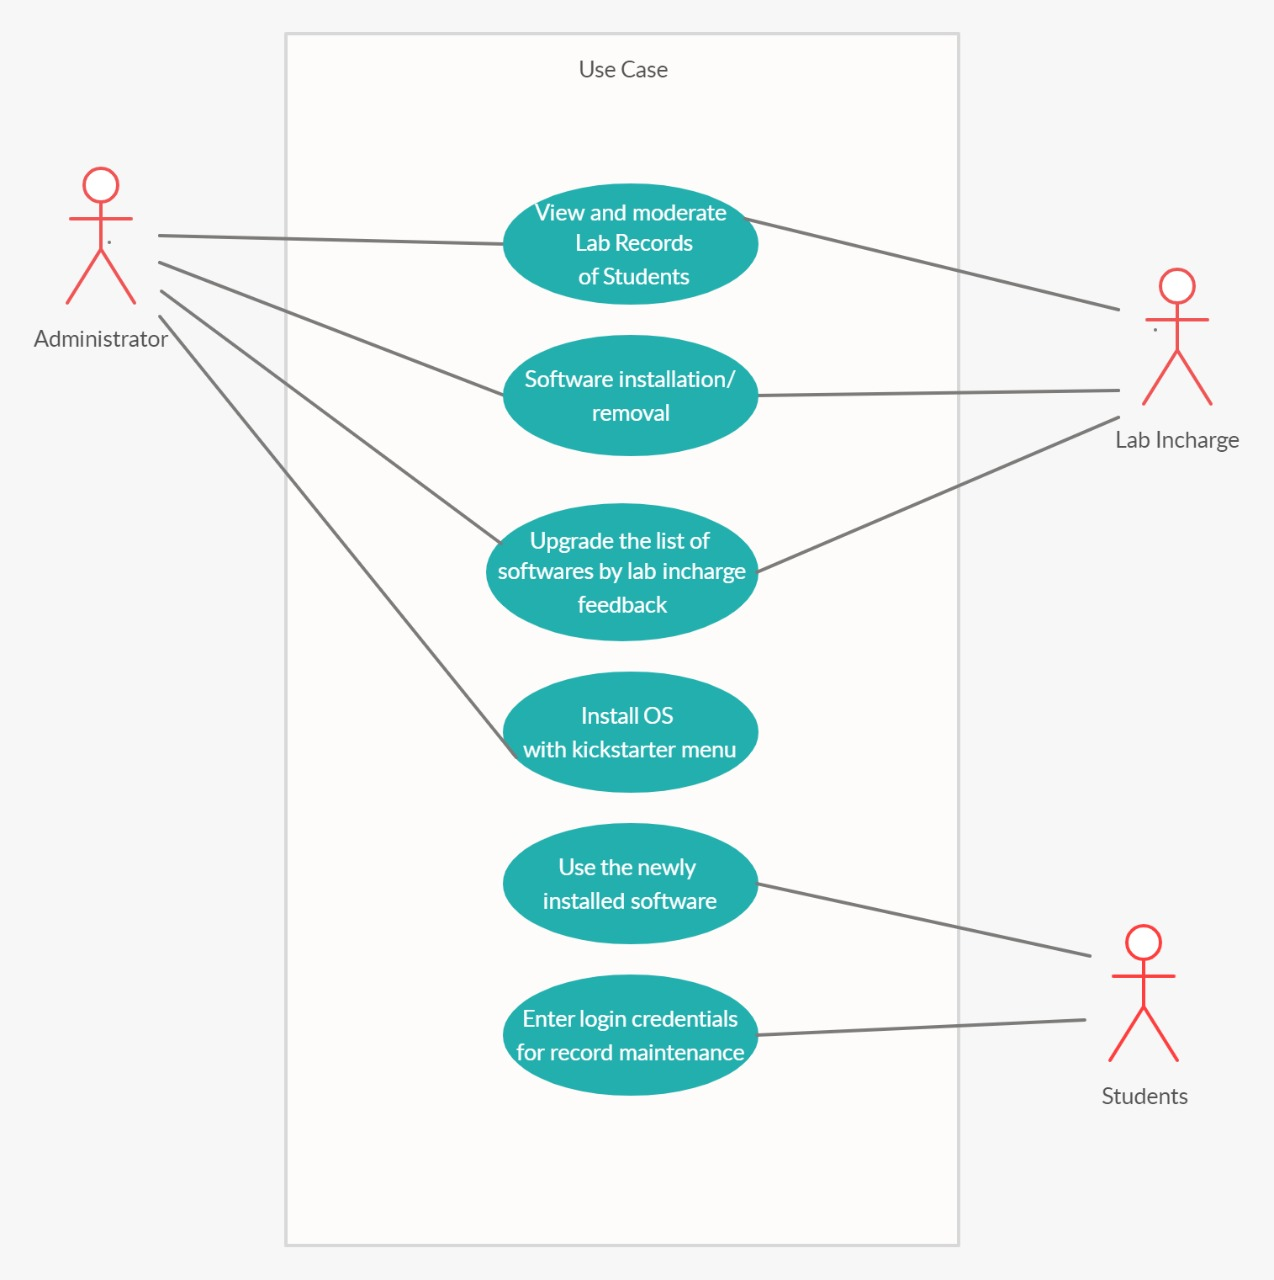 Use Case
View and moderate
Lab Records
of Students
Administrator
Software installation/
removal
Lab Incharge
Upgrade the list of
softwares by lab incharge
feedback
Install OS
with kickstarter menu
Use the newly
installed software
Enter login credentials
for record maintenance
Students